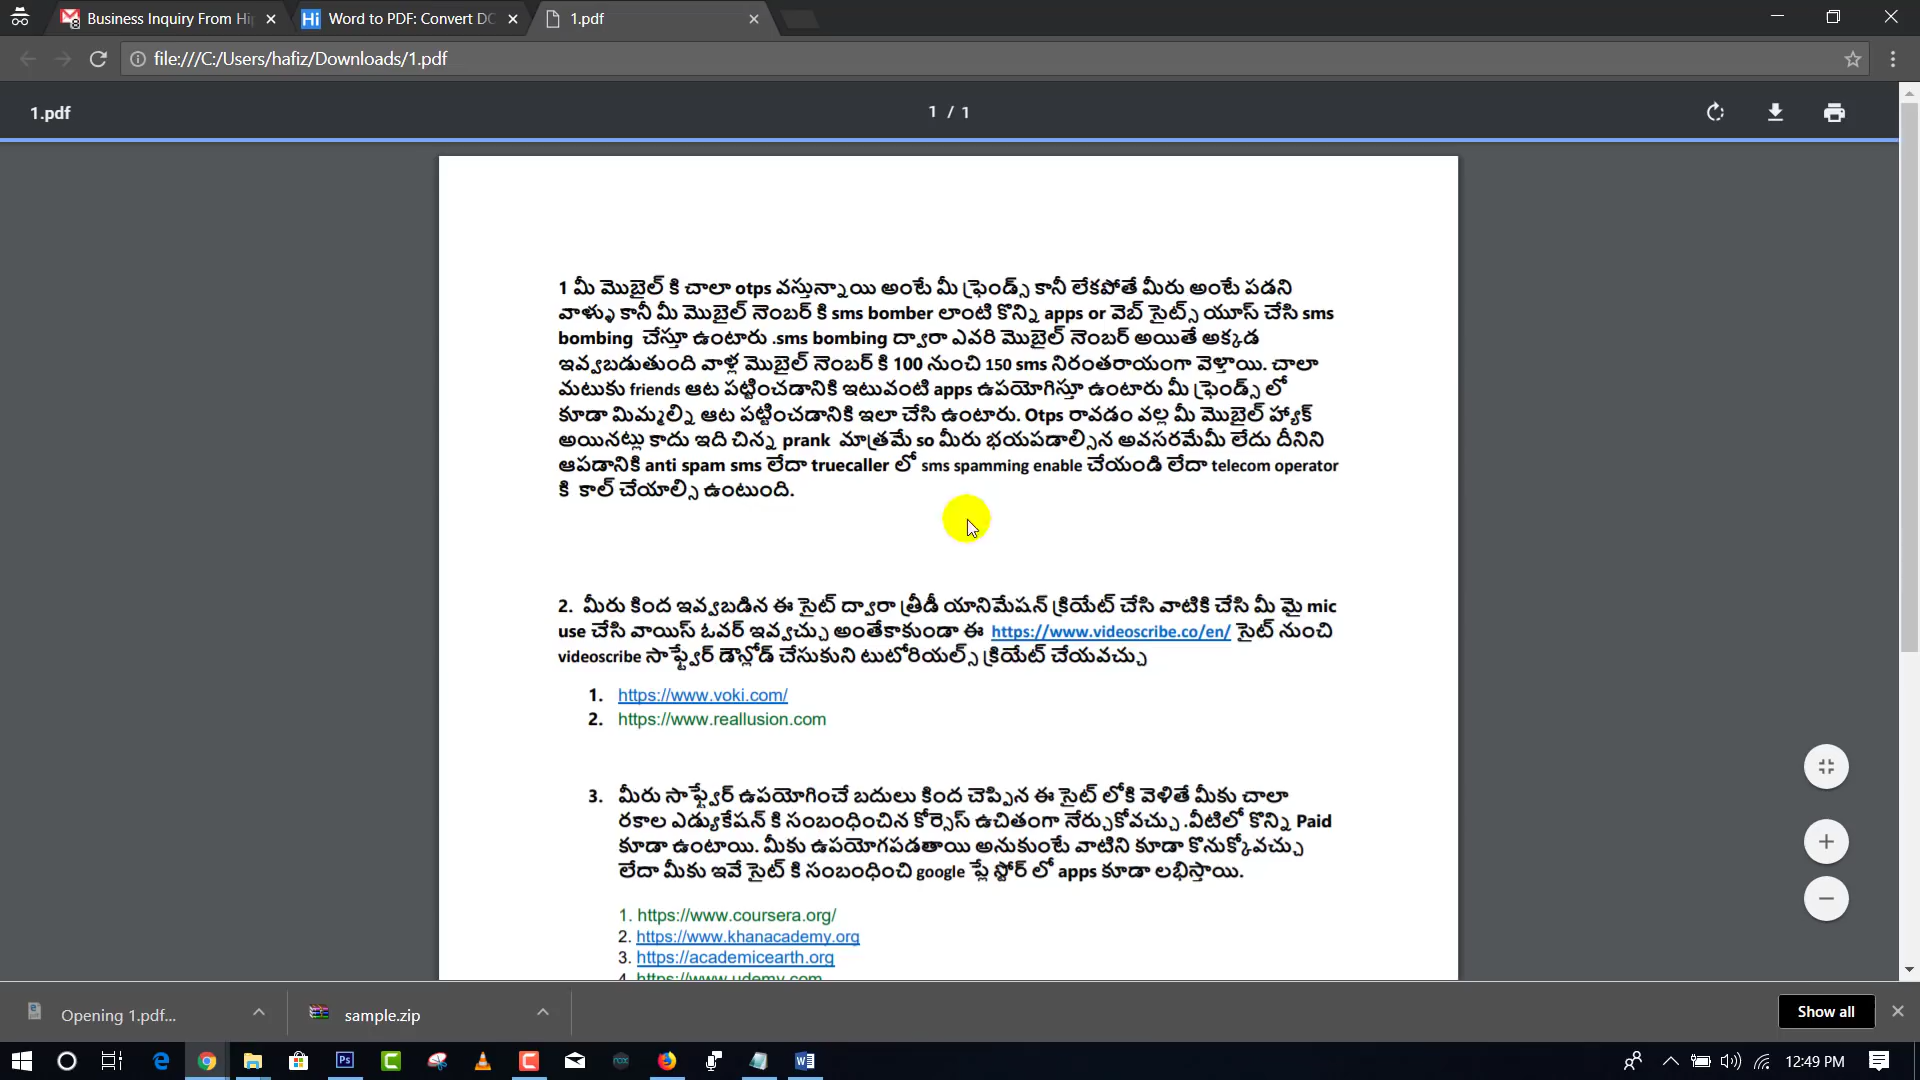 Business Inquiry From Hi
Word to PDF: Convert DO
1.pdf
file:///C:/Users/hafiz/Downloads/1.pdf
1.pdf
1 / 1
1 మీ మొబైల్ కి చాలా otps వస్తున్నాయి అంటే మీ ఫ్రెండ్స్ కానీ లేకపోతే మీరు అంటే పడని
వాళ్ళు కానీ మీ మొబైల్ నెంబర్ కి sms bomber లాంటి కొన్ని apps or వెబ్ సైట్స్ యూస్ చేసి sms
bombing చేస్తూ ఉంటారు .sms bombing ద్వారా ఎవరి మొబైల్ నెంబర్ అయితే అక్కడ
ఇవ్వబడుతుంది వాళ్ల మొబైల్ నెంబర్ కి 100 నుంచి 150 sms నిరంతరాయంగా వెళ్తాయి. చాలా
మటుకు friends ఆట పట్టించడానికి ఇటువంటి apps ఉపయోగిస్తూ ఉంటారు మీ ఫ్రెండ్స్ లో
కూడా మిమ్మల్ని ఆట పట్టించడానికి ఇలా చేసి ఉంటారు. Otps రావడం వల్ల మీ మొబైల్ హ్యాక్
అయినట్లు కాదు ఇది చిన్న prank మాత్రమే so మీరు భయపడాల్సిన అవసరమేమీ లేదు దీనిని
ఆపడానికి anti spam sms లేదా truecaller లో sms spamming enable చేయండి లేదా telecom operator
కి కాల్ చేయాల్సి ఉంటుంది.
2. మీరు కింద ఇవ్వబడిన ఈ సైట్ ద్వారా త్రీడీ యానిమేషన్ క్రియేట్ చేసి వాటికి చేసి మీ మై mic
use చేసి వాయిస్ ఓవర్ ఇవ్వచ్చు అంతేకాకుండా ఈ https://www.videoscribe.co/en/ సైట్ నుంచి
videoscribe సాఫ్ట్వేర్ డౌన్లోడ్ చేసుకుని టుటోరియల్స్ క్రియేట్ చేయవచ్చు
1. https://www.voki.com/
2. https://www.reallusion.com
3. మీరు సాఫ్ట్వేర్ ఉపయోగించే బదులు కింద చెప్పిన ఈ సైట్ లోకి వెళితే మీకు చాలా
రకాల ఎడ్యుకేషన్ కి సంబంధించిన కోర్సెస్ ఉచితంగా నేర్చుకోవచ్చు .వీటిలో కొన్ని Paid
కూడా ఉంటాయి. మీకు ఉపయోగపడతాయి అనుకుంటే వాటిని కూడా కొనుక్కోవచ్చు
లేదా మీకు ఇవే సైట్ కి సంబంధించి google ప్లే స్టోర్ లో apps కూడా లభిస్తాయి.
1. https://www.coursera.org/
2. https://www.khanacademy.org
3. https://academicearth.org
4. https://www.udemy.com
Opening 1.pdf...
sample.zip
Show all
12:49 PM